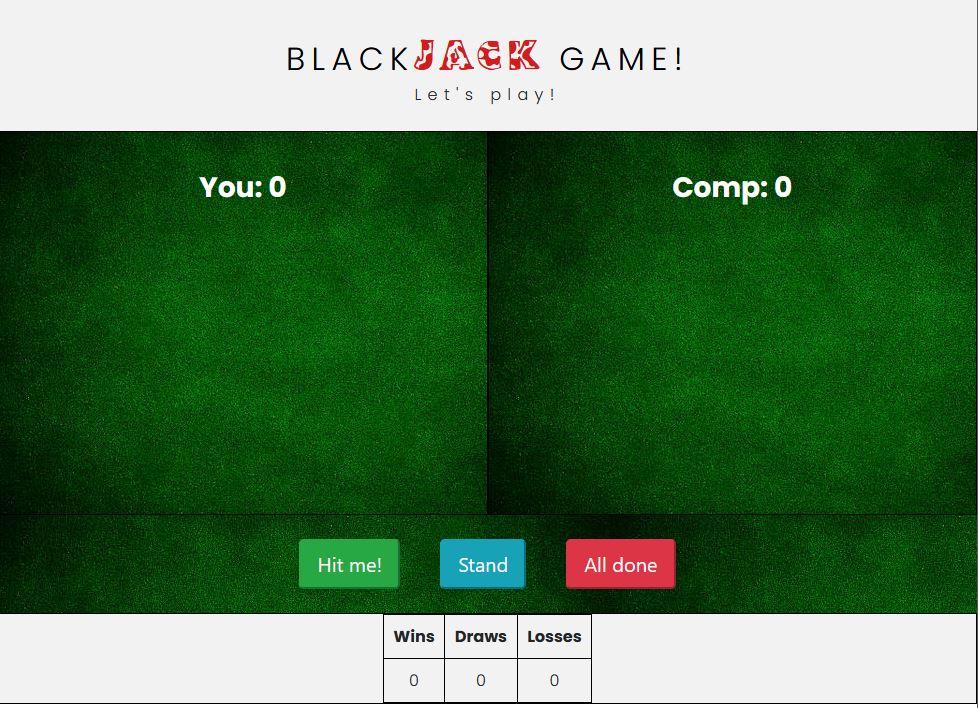 BLACKJACK GAME!
Let's play!
You: 0 Comp: 0
Hit me! Stand All done
Wins Draws Losses
0 0 0